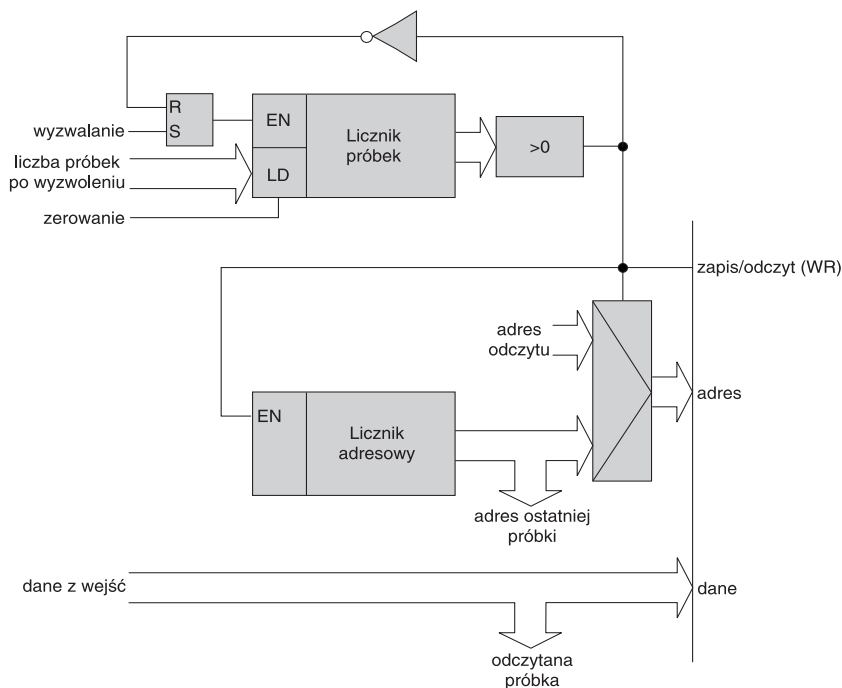 R
S
EN
LD
Licznik
próbek
>0
wyzwalanie
liczba próbek
po wyzwoleniu
zerowanie
zapis/odczyt (WR)
adres
odczytu
adres
EN
Licznik
adresowy
adres ostatniej
próbki
dane z wejść
dane
odczytana
próbka